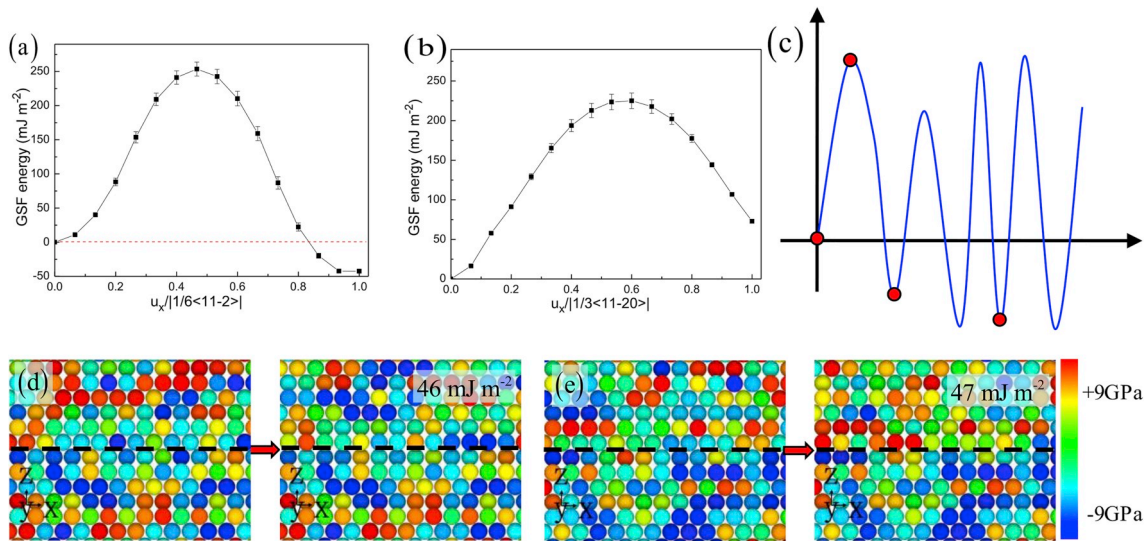 (a)
GSF energy (mJ m⁻²)
250
200
150
100
50
0
-50
0.0 0.2 0.4 0.6 0.8 1.0
uₓ/|1/6<11-2>|
(b)
GSF energy (mJ m⁻²)
250
200
150
100
50
0
0.0 0.2 0.4 0.6 0.8 1.0
uₓ/|1/3<11-20>|
(c)
(d)
Z
y x
46 mJ m⁻²
Z
y x
(e)
Z
y x
47 mJ m⁻²
Z
y x
+9GPa
-9GPa